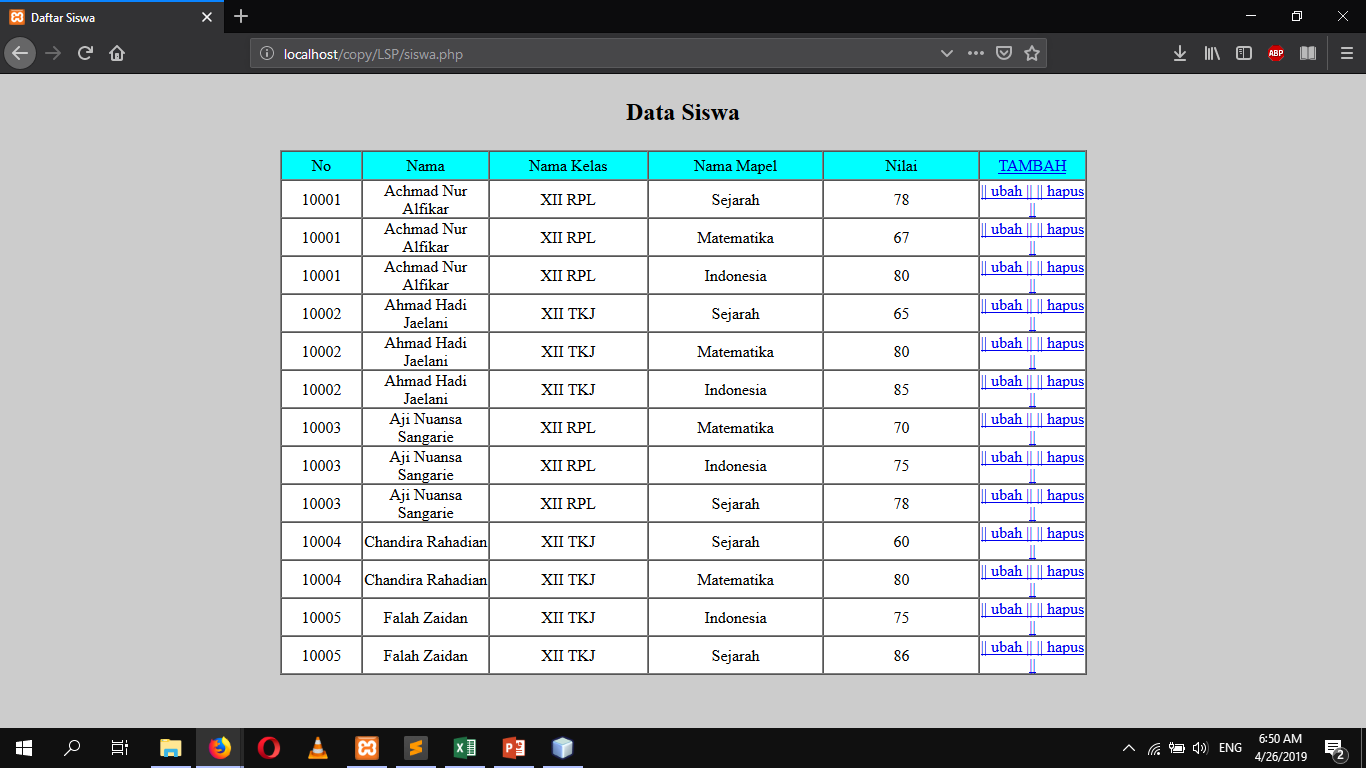 Daftar Siswa
localhost/copy/LSP/siswa.php
ABP
Data Siswa
No Nama Nama Kelas Nama Mapel Nilai TAMBAH
10001 Achmad Nur Alfikar XII RPL Sejarah 78 || ubah || || hapus ||
10001 Achmad Nur Alfikar XII RPL Matematika 67 || ubah || || hapus ||
10001 Achmad Nur Alfikar XII RPL Indonesia 80 || ubah || || hapus ||
10002 Ahmad Hadi Jaelani XII TKJ Sejarah 65 || ubah || || hapus ||
10002 Ahmad Hadi Jaelani XII TKJ Matematika 80 || ubah || || hapus ||
10002 Ahmad Hadi Jaelani XII TKJ Indonesia 85 || ubah || || hapus ||
10003 Aji Nuansa Sangarie XII RPL Matematika 70 || ubah || || hapus ||
10003 Aji Nuansa Sangarie XII RPL Indonesia 75 || ubah || || hapus ||
10003 Aji Nuansa Sangarie XII RPL Sejarah 78 || ubah || || hapus ||
10004 Chandira Rahadian XII TKJ Sejarah 60 || ubah || || hapus ||
10004 Chandira Rahadian XII TKJ Matematika 80 || ubah || || hapus ||
10005 Falah Zaidan XII TKJ Indonesia 75 || ubah || || hapus ||
10005 Falah Zaidan XII TKJ Sejarah 86 || ubah || || hapus ||
ENG
6:50 AM
4/26/2019
2